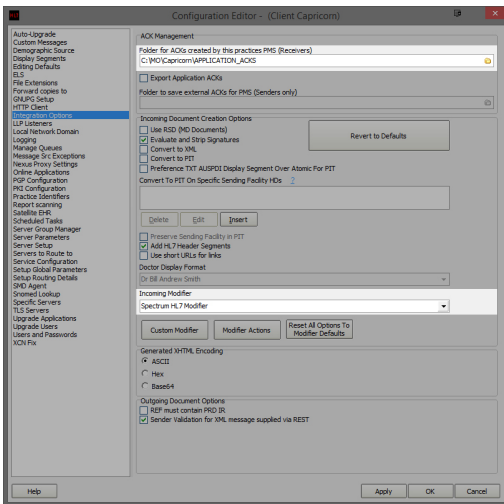 Configuration Editor - (Client Capricorn)
Auto-Upgrade
Custom Messages
Demographic Source
Display Segments
Editing Defaults
ELS
File Extensions
Forward copies to
GNUPG Setup
HTTP Client
Integration Options
LLP Listeners
Local Network Domain
Logging
Manage Queues
Message Src Exceptions
Nexus Proxy Settings
Online Applications
PGP Configuration
PKI Configuration
Practice Identifiers
Report scanning
Satellite EHR
Scheduled Tasks
Server Group Manager
Server Parameters
Server Setup
Servers to Route to
Service Configuration
Setup Global Parameters
Setup Routing Details
SMD Agent
Snomed Lookup
Specific Servers
TLS Servers
Upgrade Applications
Upgrade Users
Users and Passwords
XCN Fix
ACK Management
Folder for ACKs created by this practices PMS (Receivers)
C:\MO\Capricorn\APPLICATION_ACKS
Export Application ACKs
Folder to save external ACKs for PMS (Senders only)
Incoming Document Creation Options
Use RSD (MD Documents)
Evaluate and Strip Signatures
Convert to XML
Convert to PIT
Preference TXT AUSPDI Display Segment Over Atomic For PIT
Revert to Defaults
Convert To PIT On Specific Sending Facility HDs ?
Delete Edit Insert
Preserve Sending Facility in PIT
Add HL7 Header Segments
Use short URLs for links
Doctor Display Format
Dr Bill Andrew Smith
Incoming Modifier
Spectrum HL7 Modifier
Custom Modifier Modifier Actions Reset All Options To
Modifier Defaults
Generated XHTML Encoding
ASCII
Hex
Base64
Outgoing Document Options
REF must contain PRD IR
Sender Validation for XML message supplied via REST
Help Apply OK Cancel